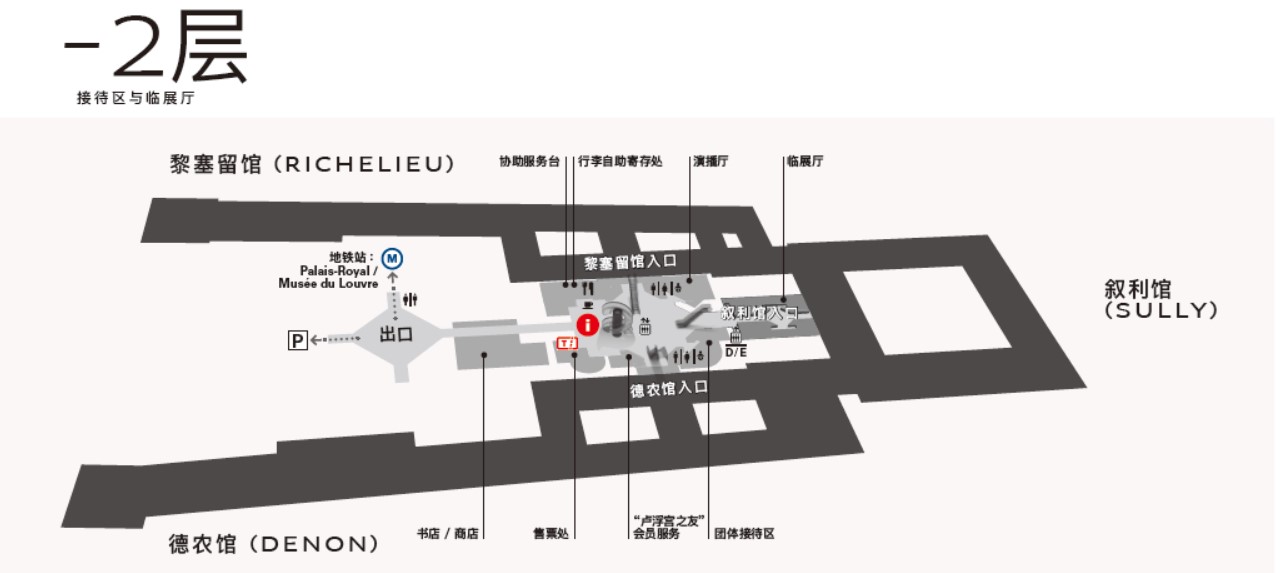 -2层
接待区与临展厅
黎塞留馆 (RICHELIEU)
协助服务台
行李自助寄存处
演播厅
临展厅
地铁站：
Palais-Royal /
Musée du Louvre
M
黎塞留馆入口
叙利馆
(SULLY)
叙利馆入口
出口
P
i
D/E
德农馆入口
书店 / 商店
售票处
“卢浮宫之友”
会员服务
团体接待区
德农馆 (DENON)